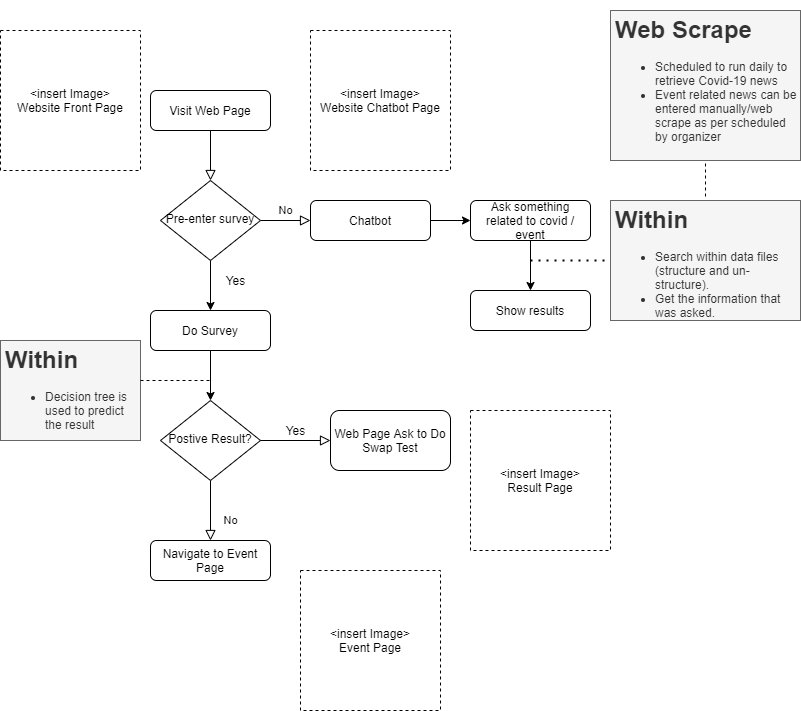 Web Scrape
• Scheduled to run daily to
retrieve Covid-19 news
• Event related news can be
entered manually/web
scrape as per scheduled
by organizer
<insert Image>
Website Front Page
<insert Image>
Website Chatbot Page
Visit Web Page
Pre-enter survey
No
Chatbot
Ask something
related to covid /
event
Within
• Search within data files
(structure and un-
structure).
• Get the information that
was asked.
Yes
Show results
Do Survey
Within
• Decision tree is
used to predict
the result
Postive Result?
Yes
Web Page Ask to Do
Swap Test
<insert Image>
Result Page
No
Navigate to Event
Page
<insert Image>
Event Page